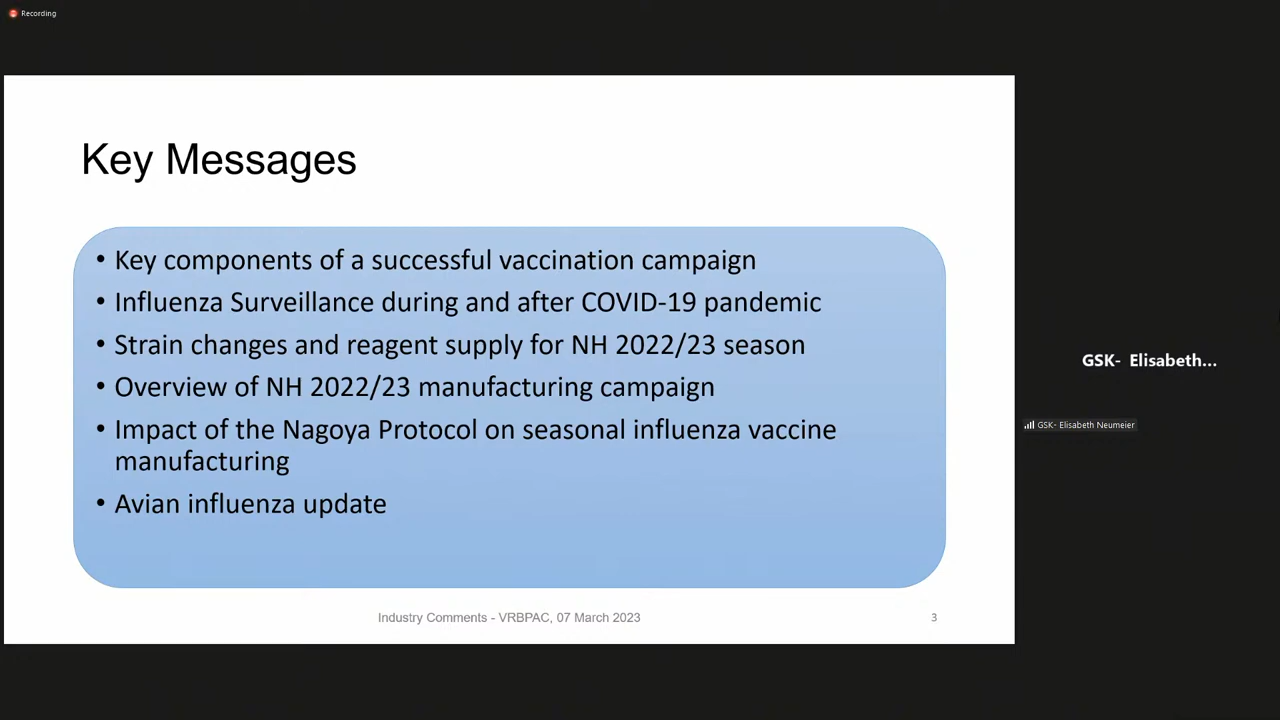 Recording
Key Messages
• Key components of a successful vaccination campaign
• Influenza Surveillance during and after COVID-19 pandemic
• Strain changes and reagent supply for NH 2022/23 season
• Overview of NH 2022/23 manufacturing campaign
• Impact of the Nagoya Protocol on seasonal influenza vaccine
manufacturing
• Avian influenza update
Industry Comments - VRBPAC, 07 March 2023
3
GSK- Elisabeth...
GSK- Elisabeth Neumeier